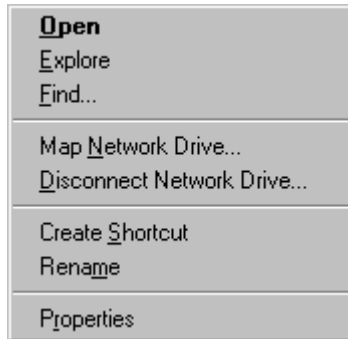 Open
Explore
Find...
Map Network Drive...
Disconnect Network Drive...
Create Shortcut
Rename
Properties